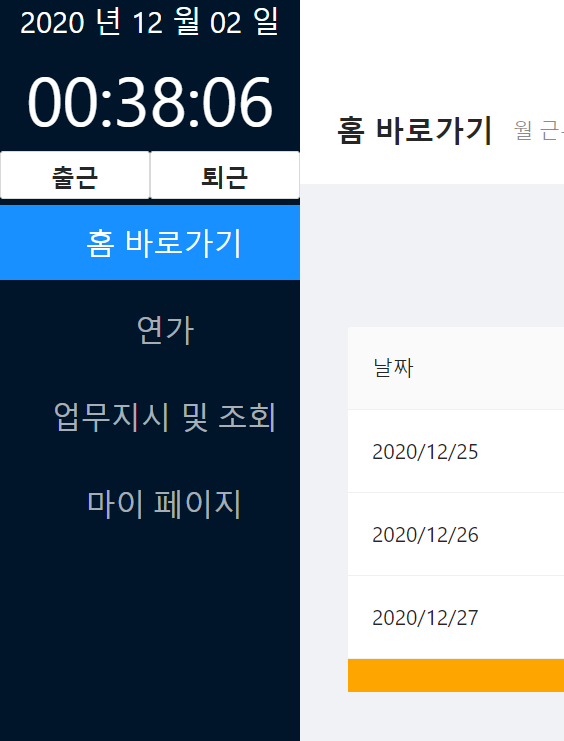 2020 년 12 월 02 일
00:38:06
출근 퇴근
홈 바로가기
연가
업무지시 및 조회
마이 페이지
홈 바로가기 월
날짜
2020/12/25
2020/12/26
2020/12/27